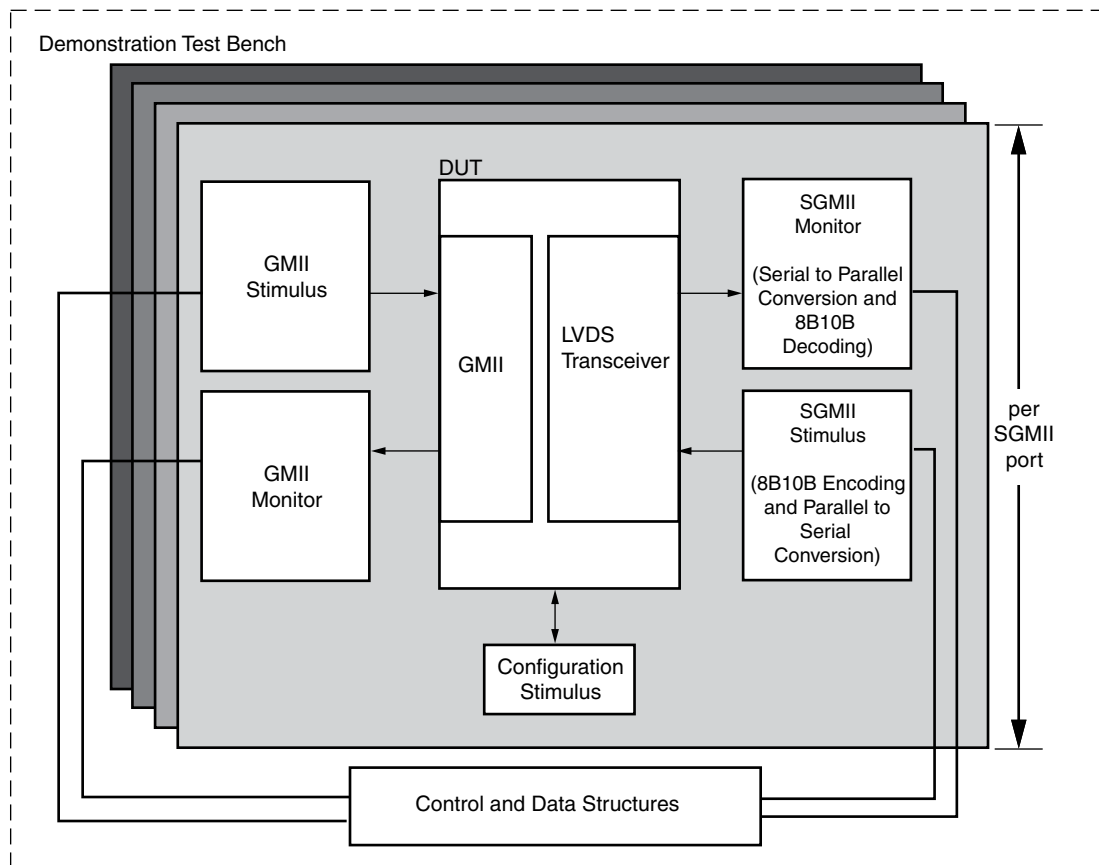 Demonstration Test Bench
DUT
GMII
Stimulus
GMII
Monitor
GMII
LVDS
Transceiver
SGMII
Monitor
(Serial to Parallel
Conversion and
8B10B
Decoding)
SGMII
Stimulus
(8B10B Encoding
and Parallel to
Serial
Conversion)
per
SGMII
port
Configuration
Stimulus
Control and Data Structures